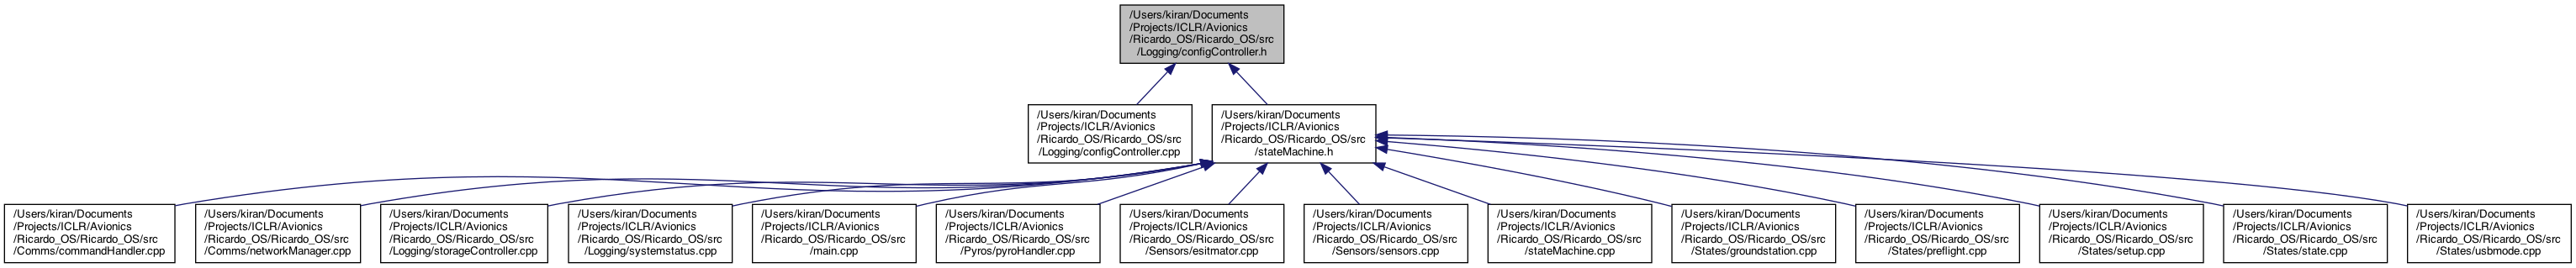 /Users/kiran/Documents
/Projects/ICLR/Avionics
/Ricardo_OS/Ricardo_OS/src
/Logging/configController.h
/Users/kiran/Documents
/Projects/ICLR/Avionics
/Ricardo_OS/Ricardo_OS/src
/Logging/configController.cpp
/Users/kiran/Documents
/Projects/ICLR/Avionics
/Ricardo_OS/Ricardo_OS/src
/stateMachine.h
/Users/kiran/Documents
/Projects/ICLR/Avionics
/Ricardo_OS/Ricardo_OS/src
/Comms/commandHandler.cpp
/Users/kiran/Documents
/Projects/ICLR/Avionics
/Ricardo_OS/Ricardo_OS/src
/Comms/networkManager.cpp
/Users/kiran/Documents
/Projects/ICLR/Avionics
/Ricardo_OS/Ricardo_OS/src
/Logging/storageController.cpp
/Users/kiran/Documents
/Projects/ICLR/Avionics
/Ricardo_OS/Ricardo_OS/src
/Logging/systemstatus.cpp
/Users/kiran/Documents
/Projects/ICLR/Avionics
/Ricardo_OS/Ricardo_OS/src
/main.cpp
/Users/kiran/Documents
/Projects/ICLR/Avionics
/Ricardo_OS/Ricardo_OS/src
/Pyros/pyroHandler.cpp
/Users/kiran/Documents
/Projects/ICLR/Avionics
/Ricardo_OS/Ricardo_OS/src
/Sensors/esitmator.cpp
/Users/kiran/Documents
/Projects/ICLR/Avionics
/Ricardo_OS/Ricardo_OS/src
/Sensors/sensors.cpp
/Users/kiran/Documents
/Projects/ICLR/Avionics
/Ricardo_OS/Ricardo_OS/src
/stateMachine.cpp
/Users/kiran/Documents
/Projects/ICLR/Avionics
/Ricardo_OS/Ricardo_OS/src
/States/groundstation.cpp
/Users/kiran/Documents
/Projects/ICLR/Avionics
/Ricardo_OS/Ricardo_OS/src
/States/preflight.cpp
/Users/kiran/Documents
/Projects/ICLR/Avionics
/Ricardo_OS/Ricardo_OS/src
/States/setup.cpp
/Users/kiran/Documents
/Projects/ICLR/Avionics
/Ricardo_OS/Ricardo_OS/src
/States/state.cpp
/Users/kiran/Documents
/Projects/ICLR/Avionics
/Ricardo_OS/Ricardo_OS/src
/States/usbmode.cpp